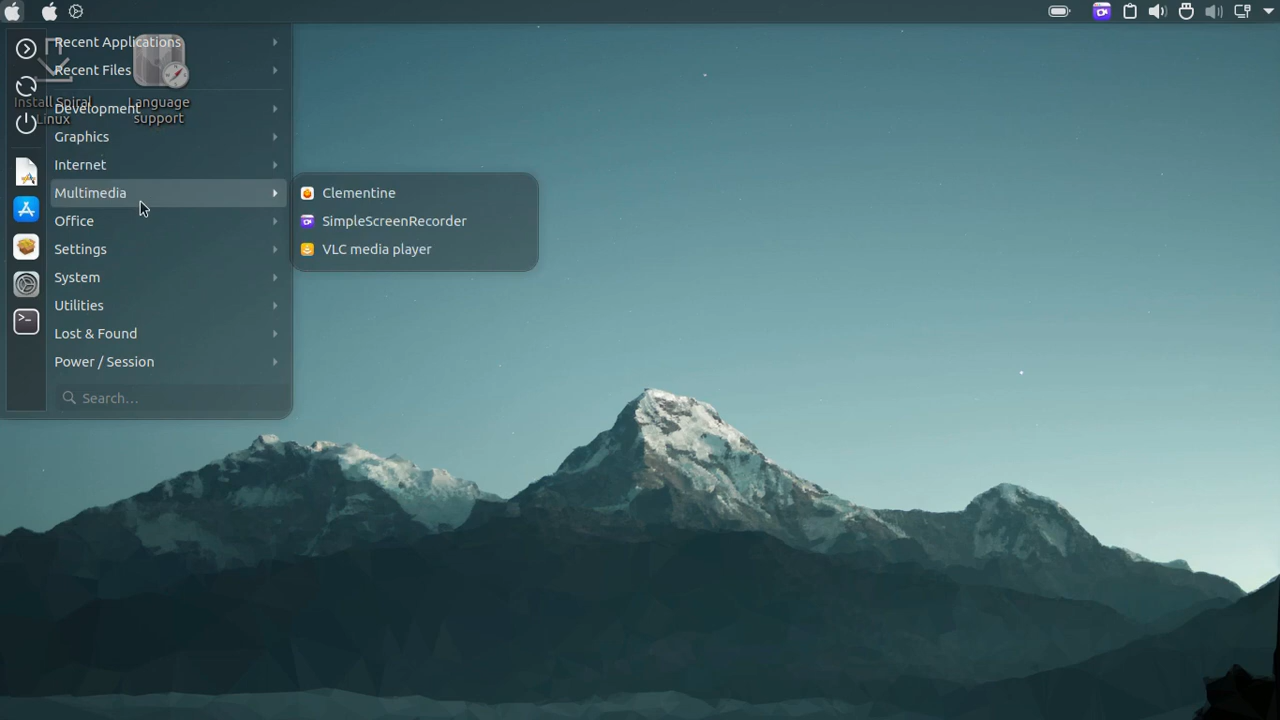 Recent Applications
Recent Files
Install Spiral
Linux
Language
support
Development
Graphics
Internet
Multimedia
Office
Settings
System
Utilities
Lost & Found
Power / Session
Search...
Clementine
SimpleScreenRecorder
VLC media player